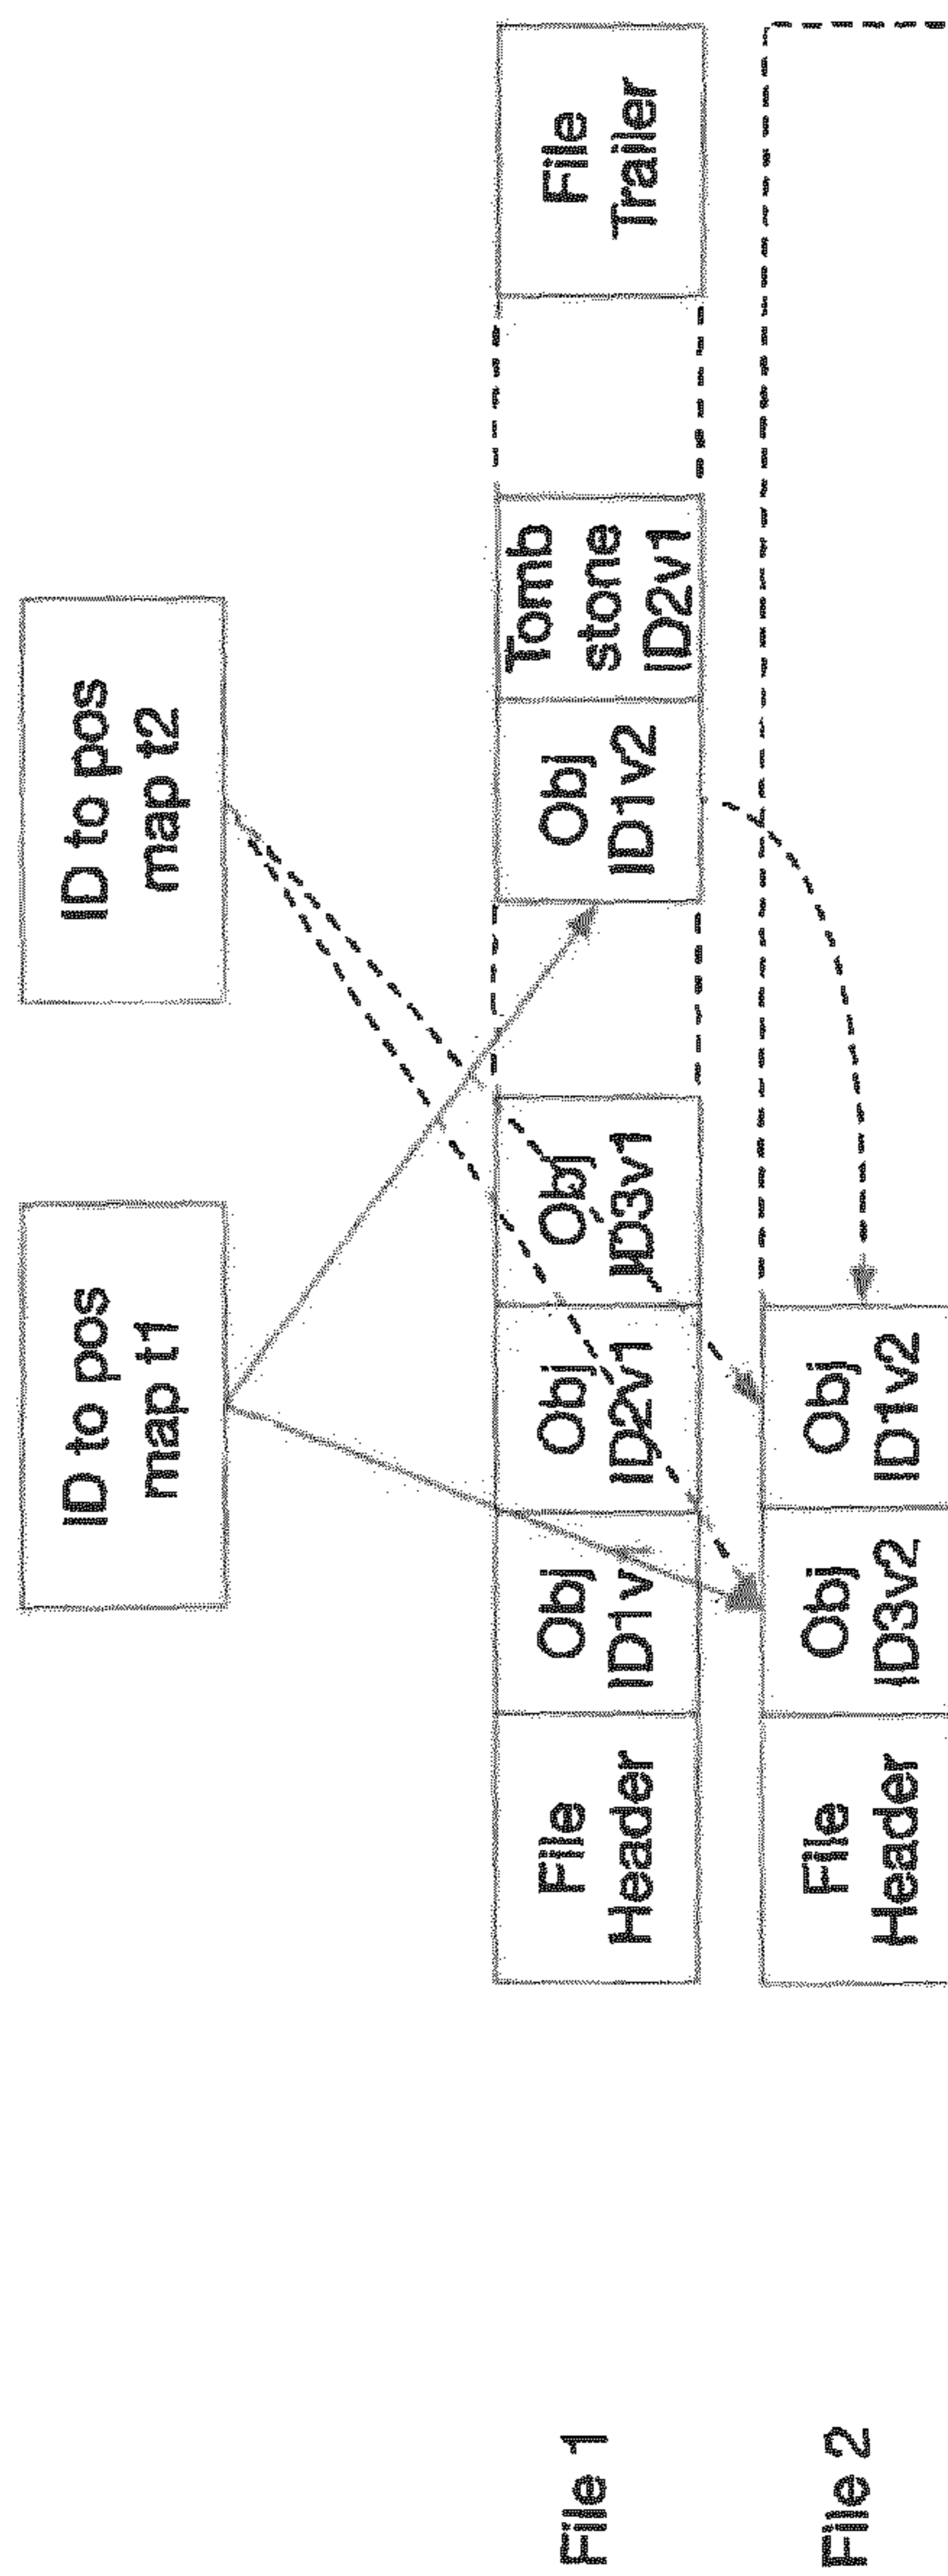 ID to pos
map t1
ID to pos
map t2
File 1
File
Header
Obj
ID1v1
Obj
ID2v1
Obj
ID3v1
Obj
ID1v2
Tomb
stone
ID2v1
File
Trailer
File 2
File
Header
Obj
ID3v2
Obj
ID1v2